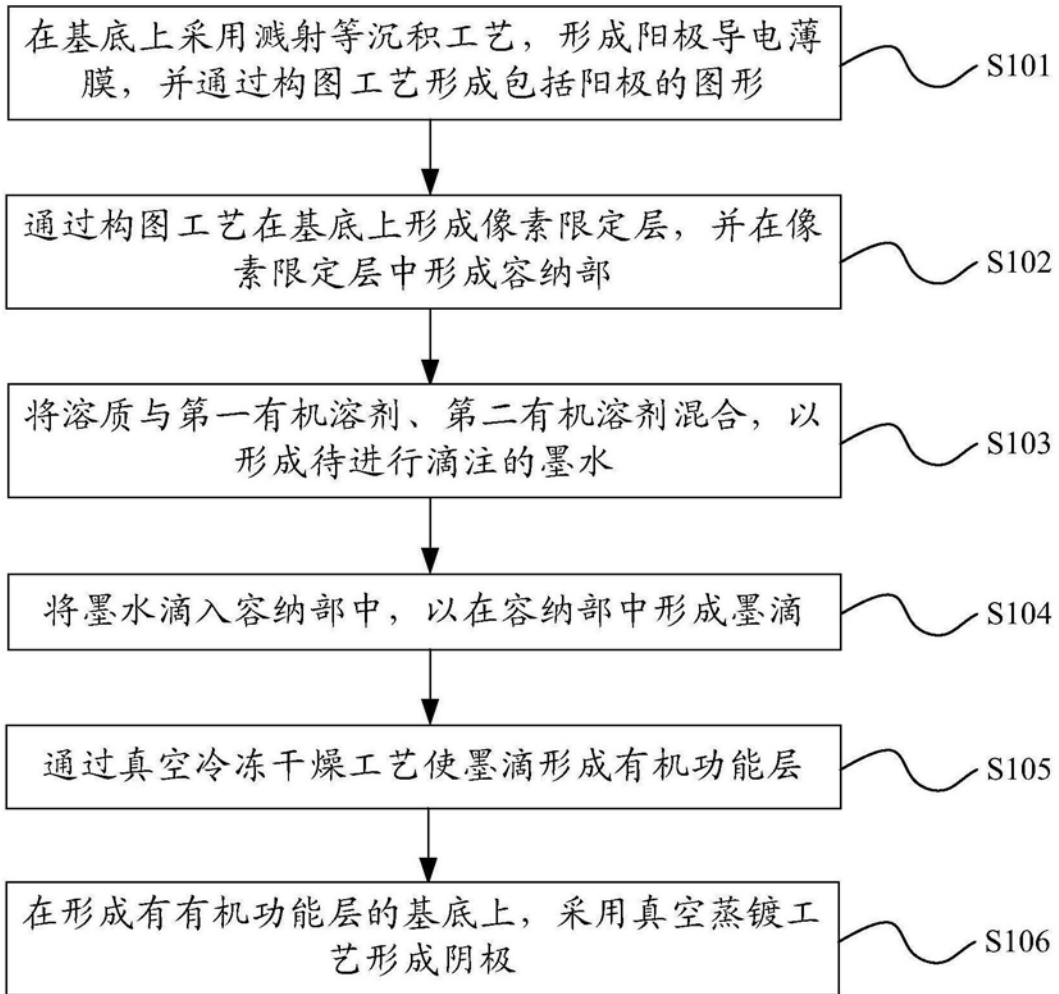 在基底上采用溅射等沉积工艺，形成阳极导电薄
膜，并通过构图工艺形成包括阳极的图形
S101
通过构图工艺在基底上形成像素限定层，并在像
素限定层中形成容纳部
S102
将溶质与第一有机溶剂、第二有机溶剂混合，以
形成待进行滴注的墨水
S103
将墨水滴入容纳部中，以在容纳部中形成墨滴
S104
通过真空冷冻干燥工艺使墨滴形成有机功能层
S105
在形成有有机功能层的基底上，采用真空蒸镀工
艺形成阴极
S106